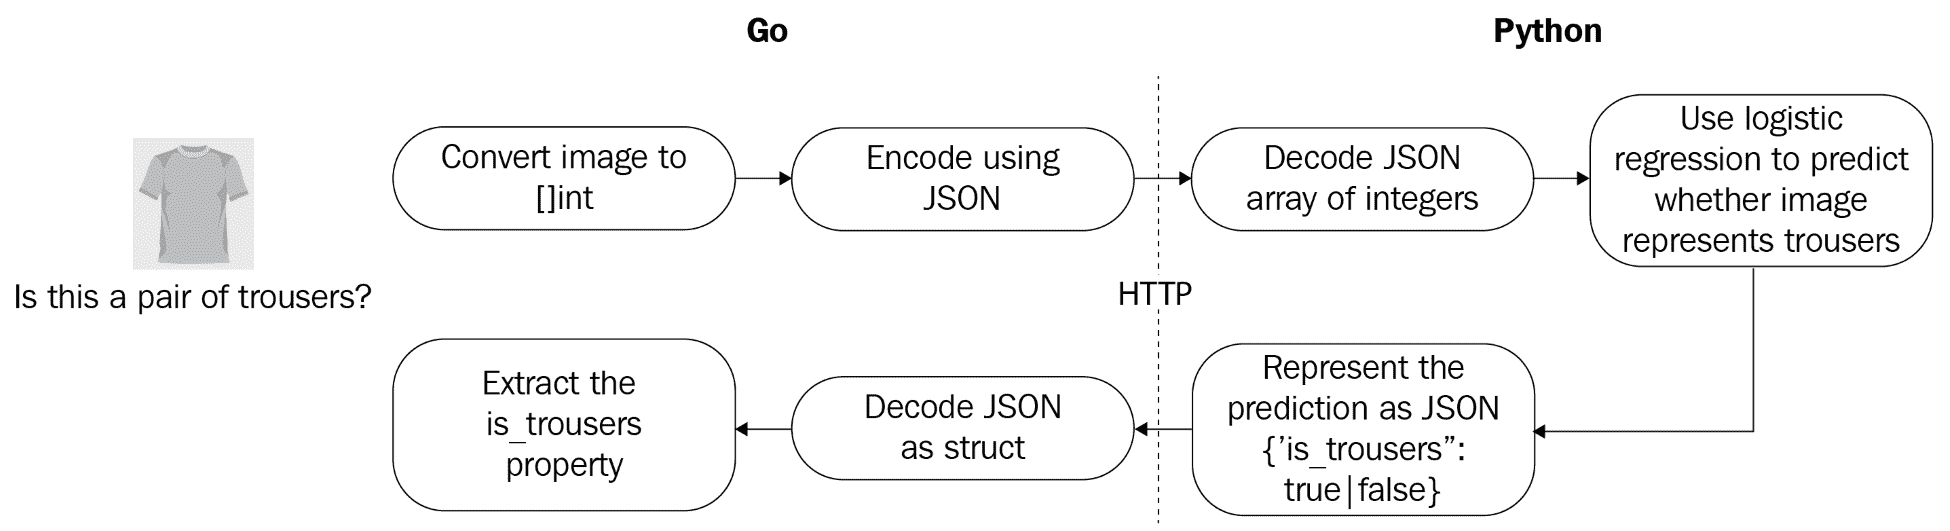 Go
Python
Convert image to
[]int
Encode using
JSON
Decode JSON
array of integers
Use logistic
regression to predict
whether image
represents trousers
Is this a pair of trousers?
HTTP
Extract the
is_trousers
property
Decode JSON
as struct
Represent the
prediction as JSON
{’is_trousers”:
true|false}